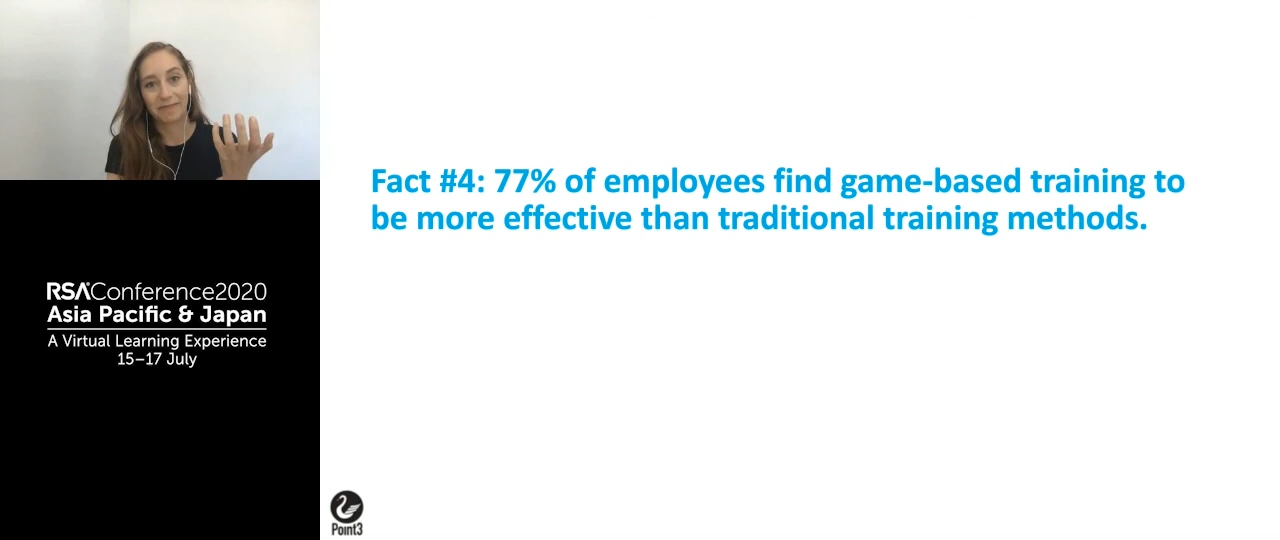 Fact #4: 77% of employees find game-based training to
be more effective than traditional training methods.
RSAConference2020
Asia Pacific & Japan
A Virtual Learning Experience
15–17 July
Point3